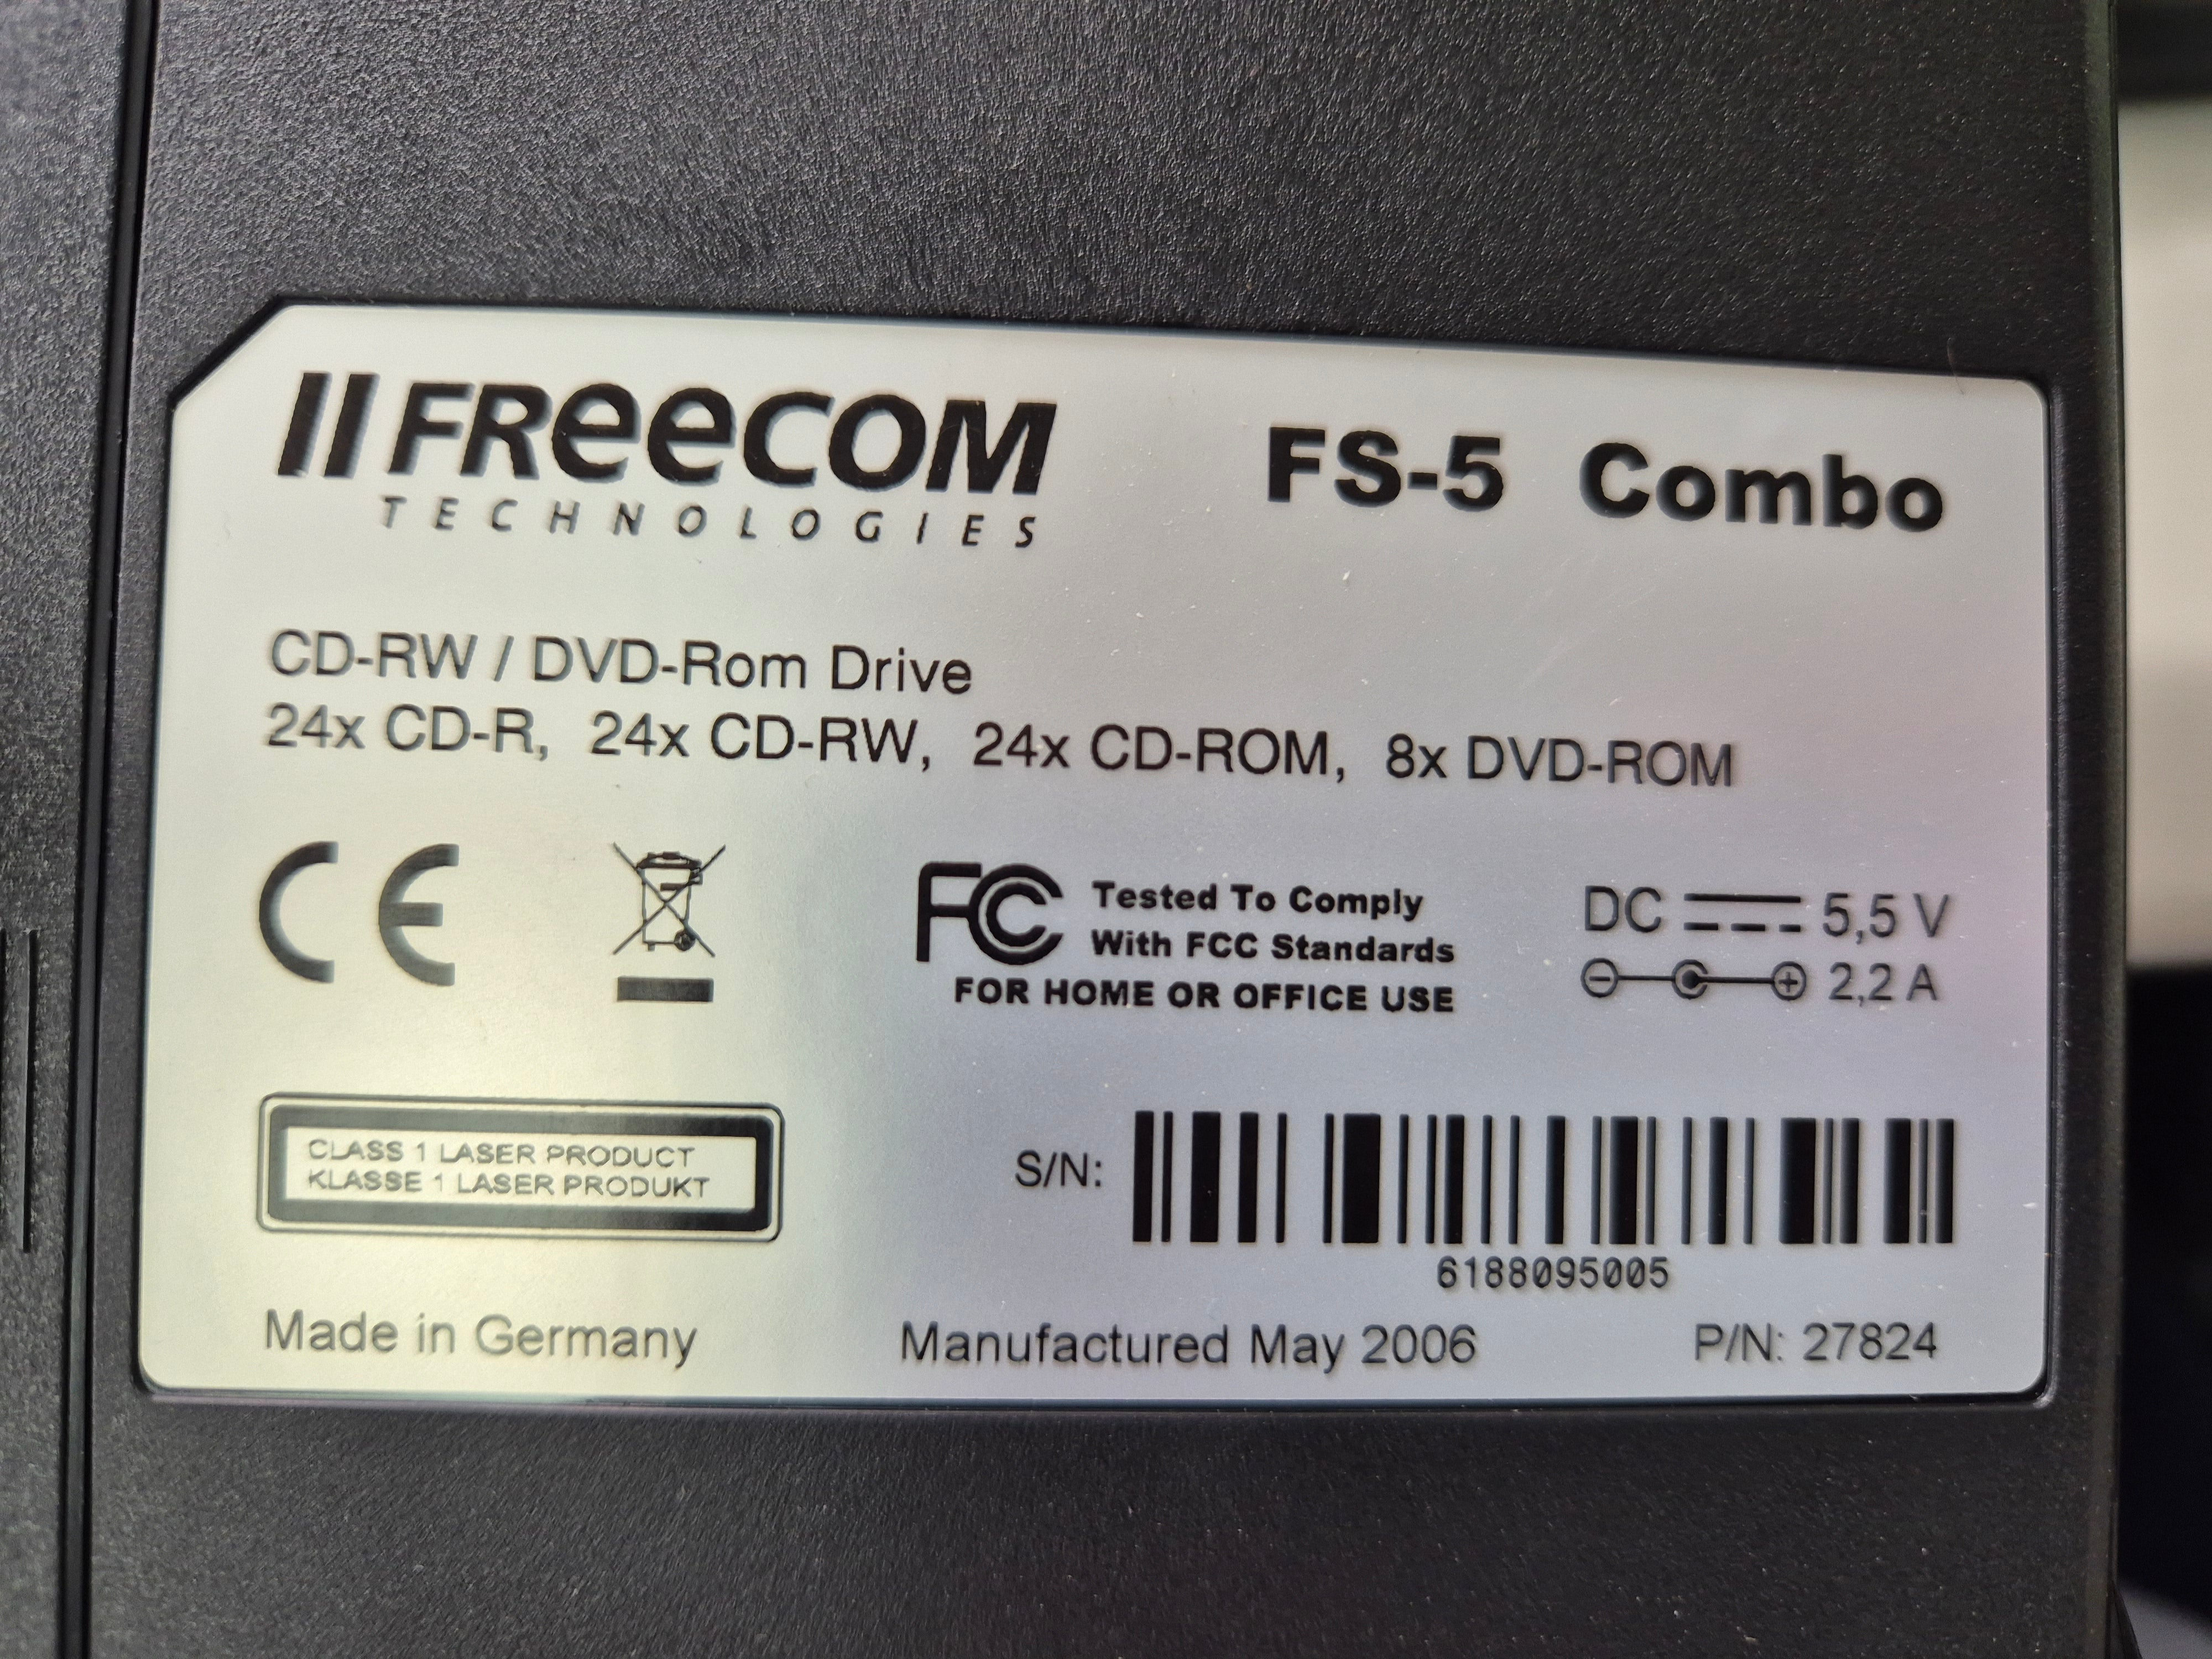 FREECOM
TECHNOLOGIES
FS-5 Combo
CD-RW / DVD-Rom Drive
24x CD-R, 24x CD-RW, 24x CD-ROM, 8x DVD-ROM
CE
FC Tested To Comply
With FCC Standards
FOR HOME OR OFFICE USE
DC 5,5 V
2,2 A
CLASS 1 LASER PRODUCT
KLASSE 1 LASER PRODUKT
S/N:
6188095005
Made in Germany
Manufactured May 2006
P/N: 27824